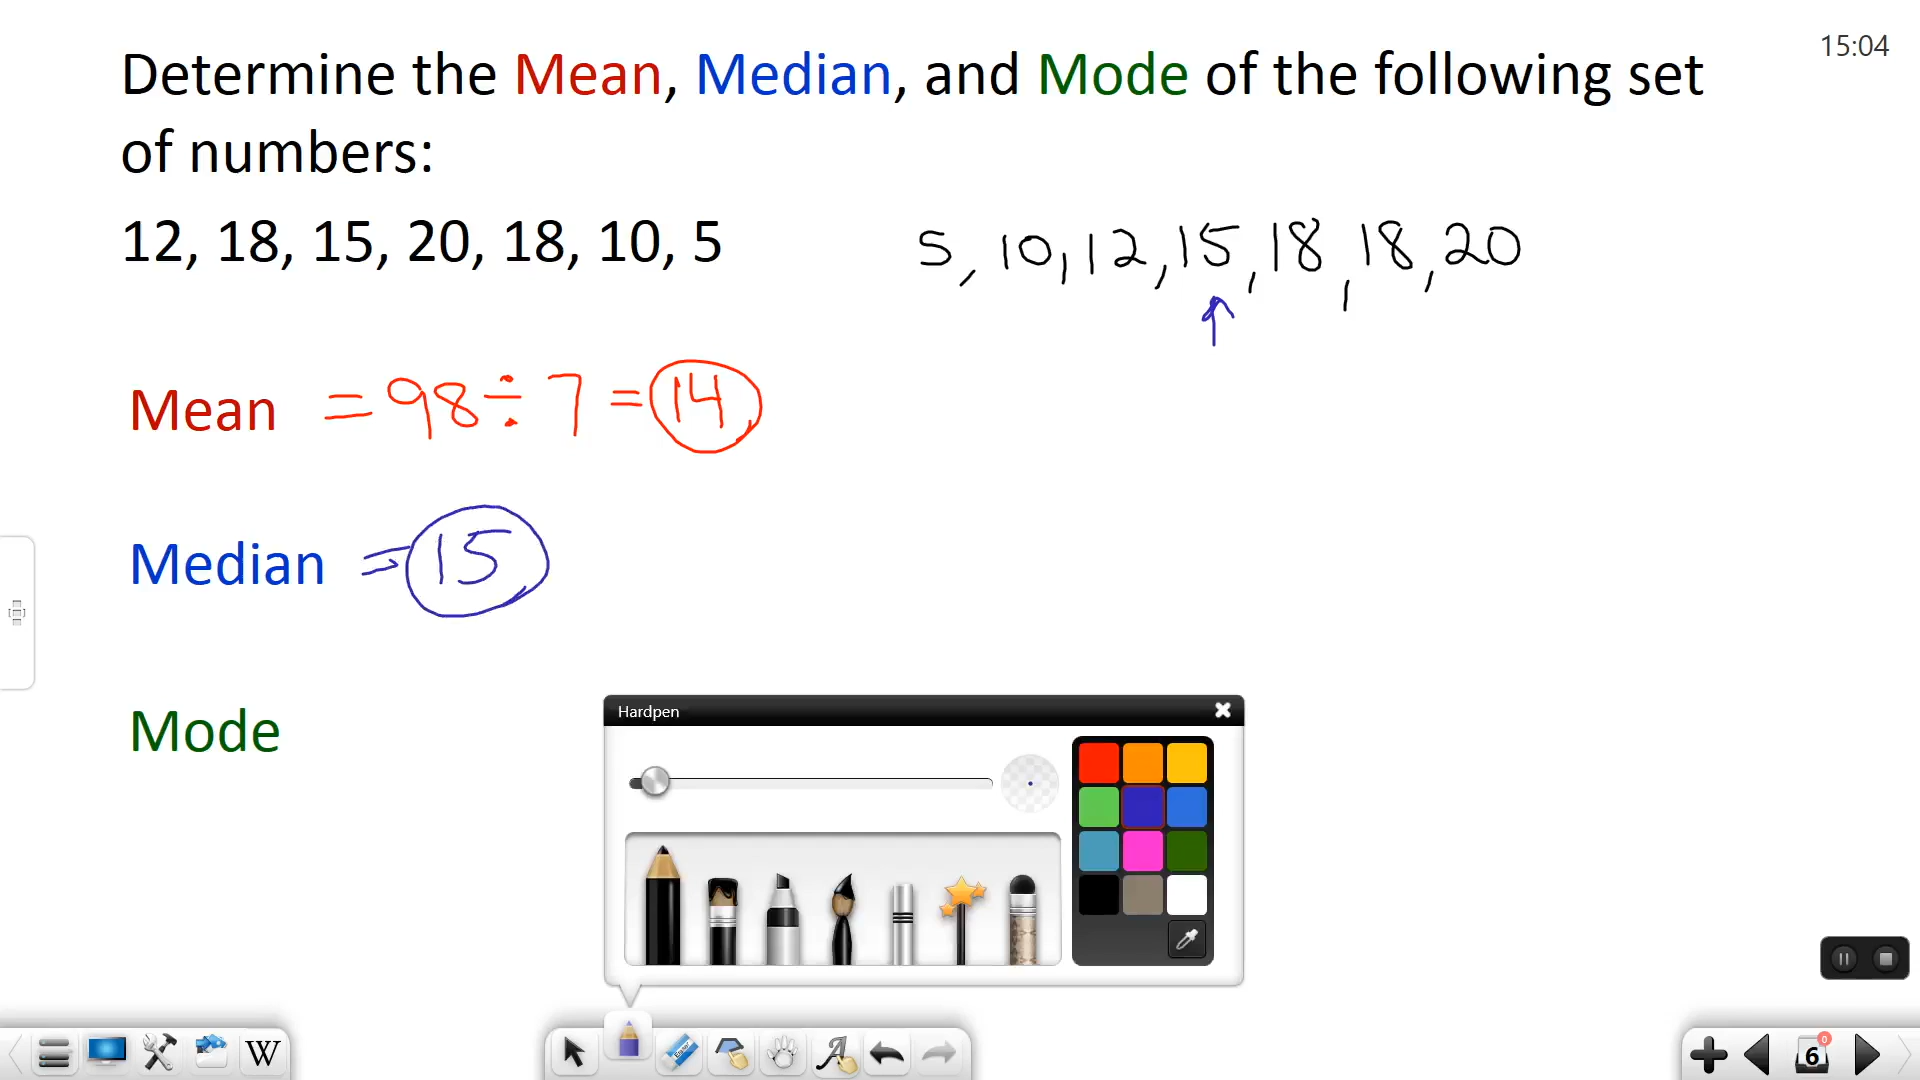 15:04
Determine the Mean, Median, and Mode of the following set
of numbers:
12, 18, 15, 20, 18, 10, 5
5, 10, 12, 15, 18, 18, 20
Mean = 98 ÷ 7 = 14
Median = 15
Mode
Hardpen
W
A
0
6